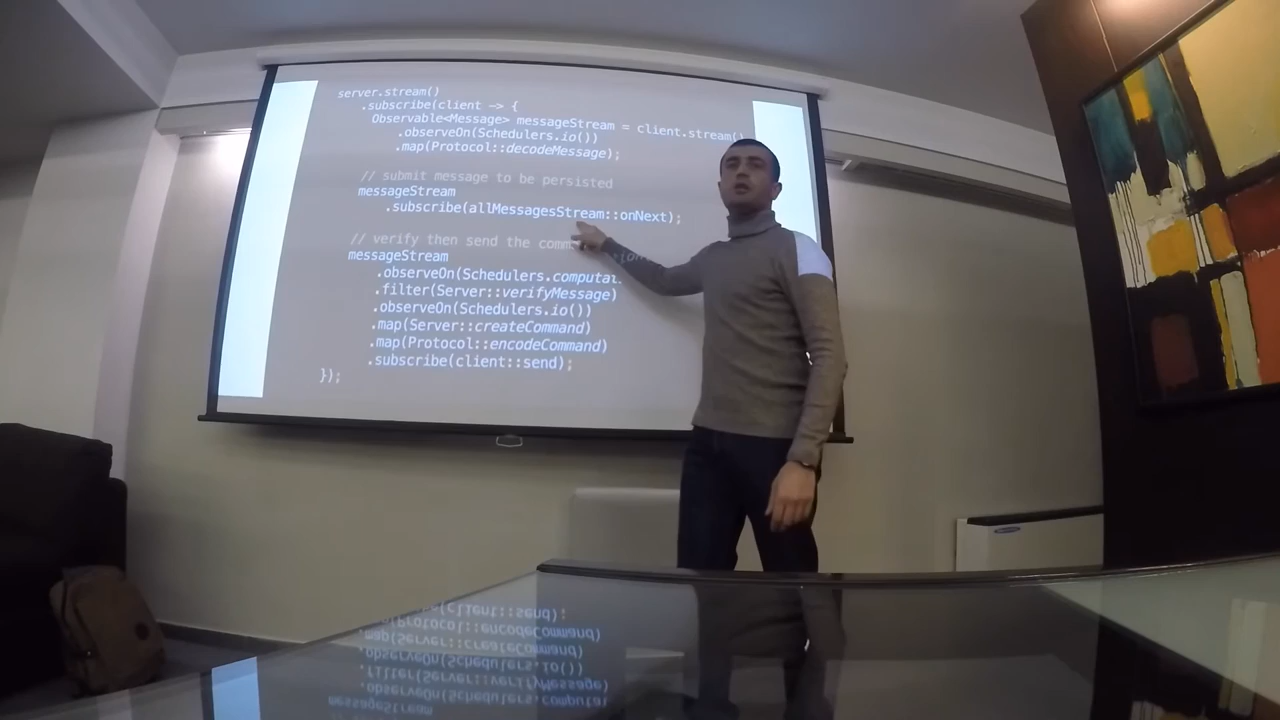 server.stream()
.subscribe(client -> {
Observable<Message> messageStream = client.stream()
.observeOn(Schedulers.io())
.map(Protocol::decodeMessage);
// submit message to be persisted
messageStream
.subscribe(allMessagesStream::onNext);
// verify then send the
messageStream
.observeOn(Schedulers.
.filter(Server::verifyMessage)
.observeOn(Schedulers.io())
.map(Server::createCommand)
.map(Protocol::encodeCommand)
.subscribe(client::send);
});